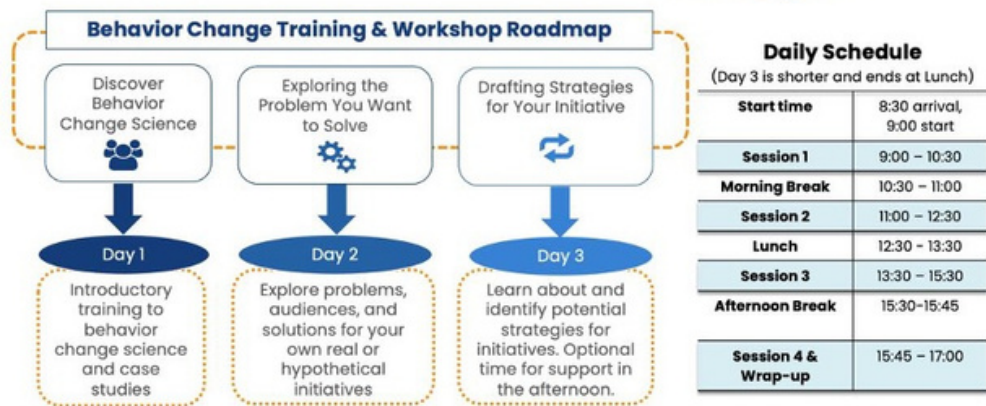 Behavior Change Training & Workshop Roadmap
Discover
Behavior
Change Science
Exploring the
Problem You Want
to Solve
Drafting Strategies
for Your Initiative
Day 1
Day 2
Day 3
Introductory
training to
behavior
change science
and case
studies
Explore problems,
audiences, and
solutions for your
own real or
hypothetical
initiatives
Learn about and
identify potential
strategies for
initiatives. Optional
time for support in
the afternoon.
Daily Schedule
(Day 3 is shorter and ends at Lunch)
Start time 8:30 arrival,
9:00 start
Session 1 9:00 – 10:30
Morning Break 10:30 – 11:00
Session 2 11:00 – 12:30
Lunch 12:30 - 13:30
Session 3 13:30 – 15:30
Afternoon Break 15:30-15:45
Session 4 & 15:45 – 17:00
Wrap-up